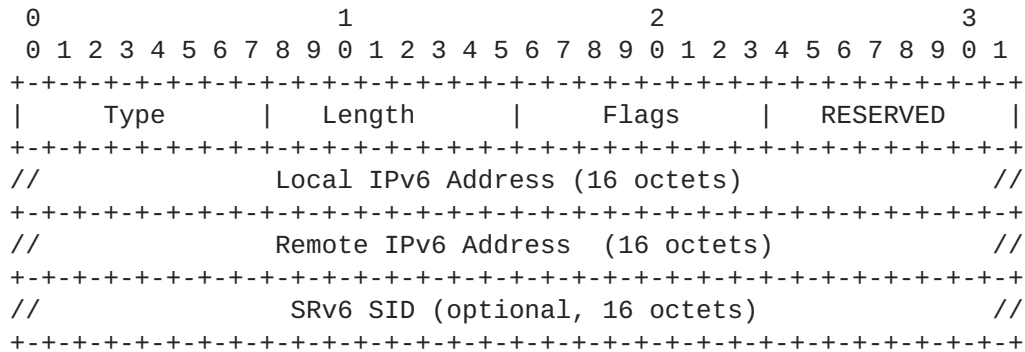 0                   1                   2                   3
 0 1 2 3 4 5 6 7 8 9 0 1 2 3 4 5 6 7 8 9 0 1 2 3 4 5 6 7 8 9 0 1
+-+-+-+-+-+-+-+-+-+-+-+-+-+-+-+-+-+-+-+-+-+-+-+-+-+-+-+-+-+-+-+-+
|     Type      |   Length      |     Flags     |   RESERVED    |
+-+-+-+-+-+-+-+-+-+-+-+-+-+-+-+-+-+-+-+-+-+-+-+-+-+-+-+-+-+-+-+-+
//               Local IPv6 Address (16 octets)                //
+-+-+-+-+-+-+-+-+-+-+-+-+-+-+-+-+-+-+-+-+-+-+-+-+-+-+-+-+-+-+-+-+
//               Remote IPv6 Address  (16 octets)              //
+-+-+-+-+-+-+-+-+-+-+-+-+-+-+-+-+-+-+-+-+-+-+-+-+-+-+-+-+-+-+-+-+
//                SRv6 SID (optional, 16 octets)               //
+-+-+-+-+-+-+-+-+-+-+-+-+-+-+-+-+-+-+-+-+-+-+-+-+-+-+-+-+-+-+-+-+